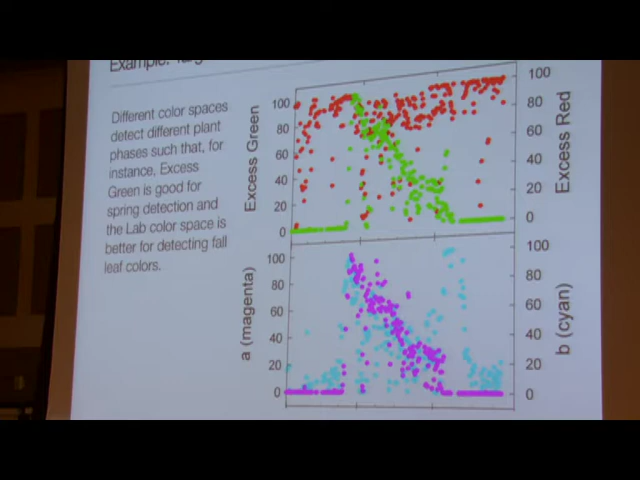 Example:
Different color spaces
detect different plant
phases such that, for
instance, Excess
Green is good for
spring detection and
the Lab color space is
better for detecting fall
leaf colors.
Excess Green
100
80
60
40
20
0
100
80
60
40
20
0
Excess Red
a (magenta)
100
80
60
40
20
0
100
80
60
40
20
0
b (cyan)